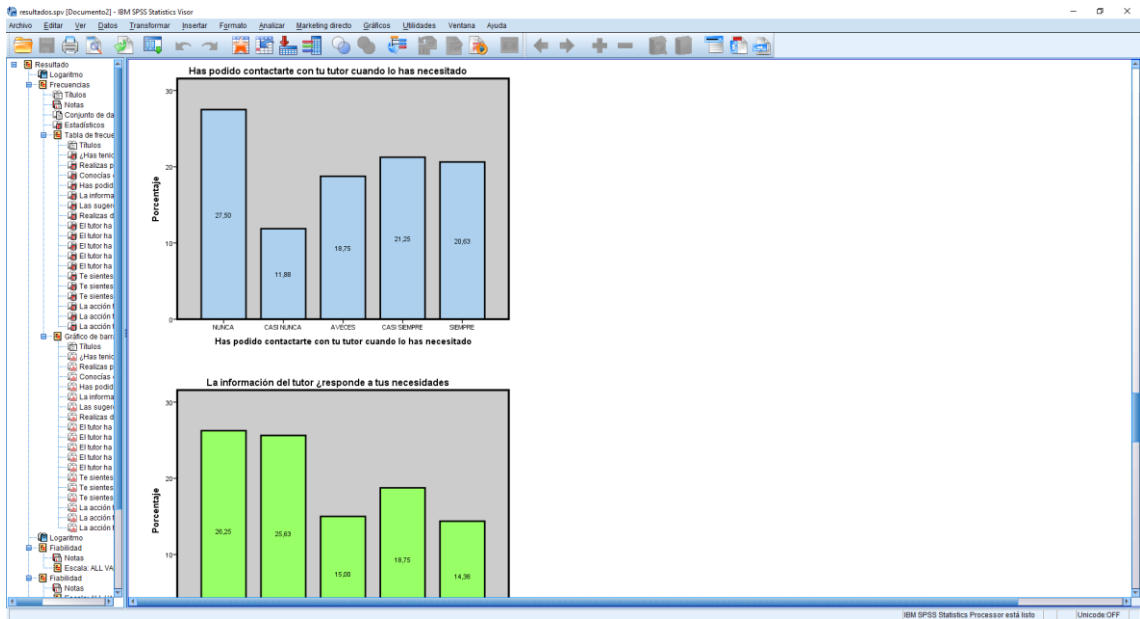 resultados.spv [Documento2] - IBM SPSS Statistics Visor
Archivo Editar Ver Datos Transformar Insertar Formato Analizar Marketing directo Gráficos Utilidades Ventana Ayuda
Resultado
Logaritmo
Frecuencias
Títulos
Notas
Conjunto de da
Estadísticos
Tabla de frecue
Títulos
¿Has tenid
Realizas p
Conocías
Has podid
La informa
Las sugere
Realizas d
El tutor ha
El tutor ha
El tutor ha
El tutor ha
El tutor ha
Te sientes
Te sientes
Te sientes
La acción t
La acción t
La acción t
Gráfico de barr
Títulos
¿Has tenid
Realizas p
Conocías
Has podid
La informa
Las sugere
Realizas d
El tutor ha
El tutor ha
El tutor ha
El tutor ha
El tutor ha
Te sientes
Te sientes
Te sientes
La acción t
La acción t
La acción t
Logaritmo
Fiabilidad
Notas
Escala: ALL VA
Fiabilidad
Notas
Has podido contactarte con tu tutor cuando lo has necesitado
Porcentaje
30
20
10
0
27,50
11,88
18,75
21,25
20,63
NUNCA CASI NUNCA A VECES CASI SIEMPRE SIEMPRE
Has podido contactarte con tu tutor cuando lo has necesitado
La información del tutor ¿responde a tus necesidades
Porcentaje
30
20
10
26,25
25,63
15,00
18,75
14,38
IBM SPSS Statistics Processor está listo
Unicode:OFF